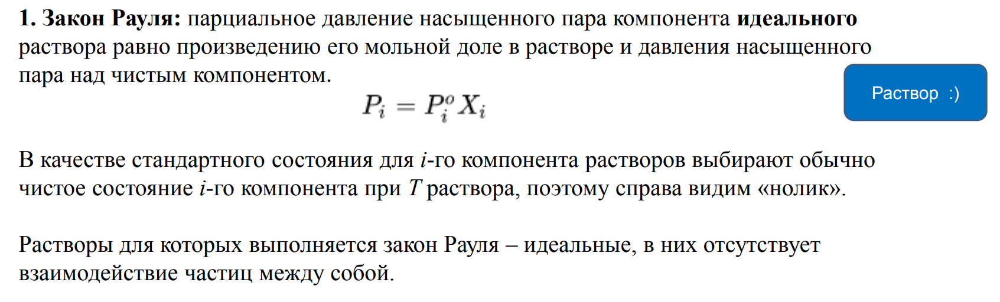 1. Закон Рауля: парциальное давление насыщенного пара компонента идеального
раствора равно произведению его мольной доле в растворе и давления насыщенного
пара над чистым компонентом.
Раствор :)
P_i = P_i^o X_i
В качестве стандартного состояния для i-го компонента растворов выбирают обычно
чистое состояние i-го компонента при T раствора, поэтому справа видим «нолик».
Растворы для которых выполняется закон Рауля – идеальные, в них отсутствует
взаимодействие частиц между собой.